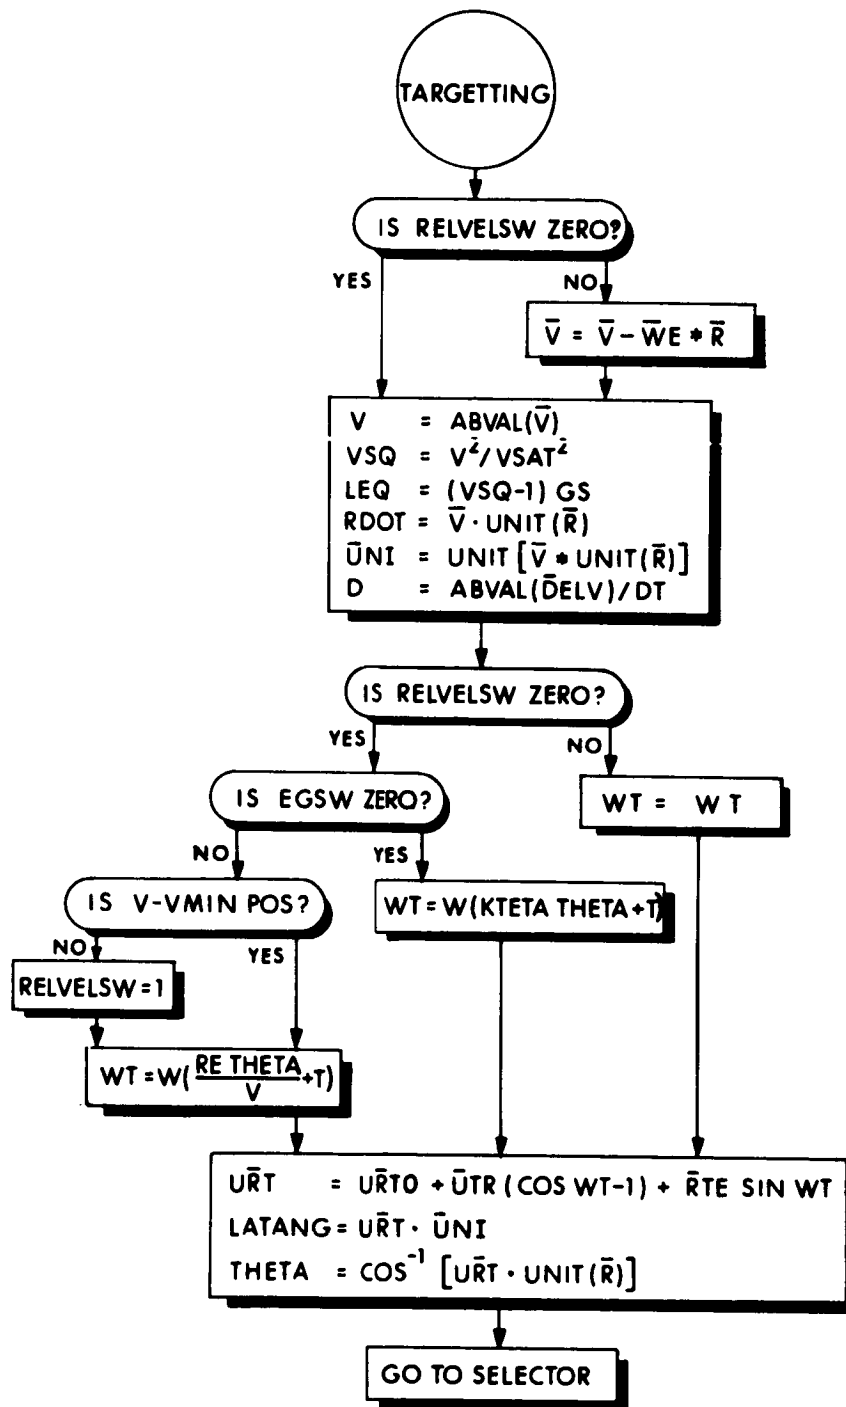 TARGETTING
IS RELVELSW ZERO?
YES
NO
V̄ = V̄ − W̄E * R̄
V = ABVAL(V̄)
VSQ = V²/VSAT²
LEQ = (VSQ-1) GS
RDOT = V̄ · UNIT(R̄)
ŪNI = UNIT [V̄ * UNIT(R̄)]
D = ABVAL(D̄ELV)/DT
IS RELVELSW ZERO?
YES
NO
IS EGSW ZERO?
WT = WT
NO
YES
IS V-VMIN POS?
WT = W(KTETA THETA+T)
NO
YES
RELVELSW=1
WT = W(RE THETA/V +T)
UR̄T = UR̄TO + ŪTR (COS WT-1) + R̄TE SIN WT
LATANG = UR̄T · ŪNI
THETA = COS⁻¹ [UR̄T · UNIT(R̄)]
GO TO SELECTOR